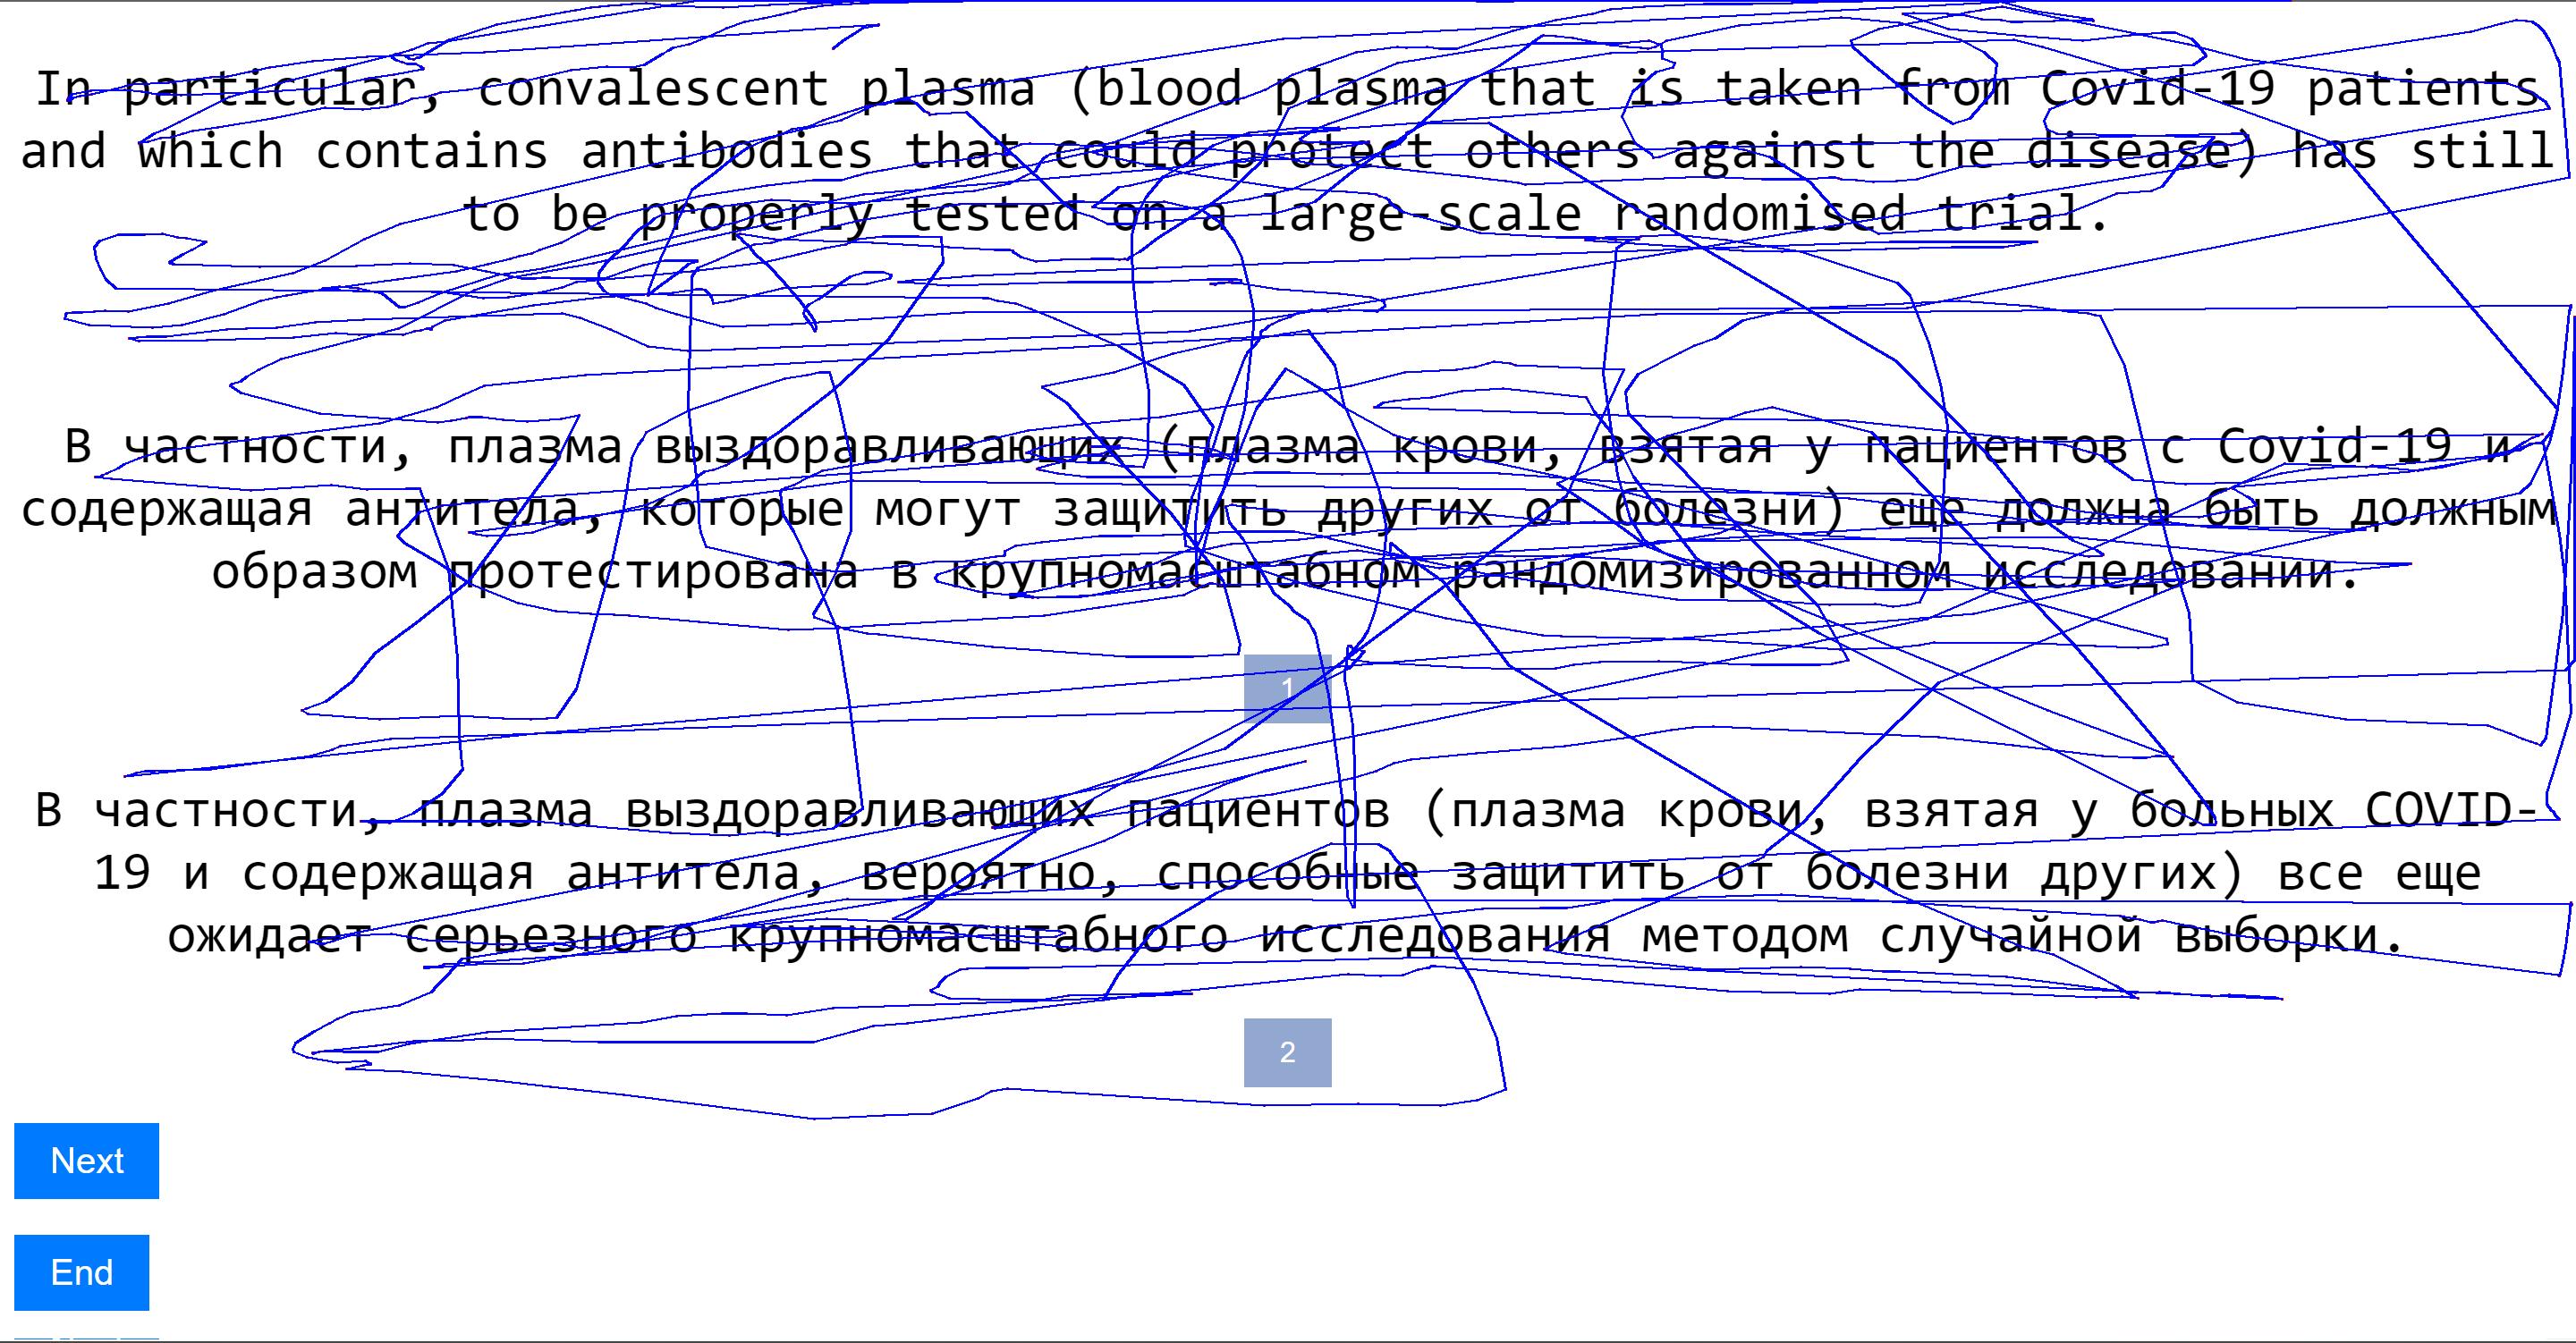 In particular, convalescent plasma (blood plasma that is taken from Covid-19 patients
and which contains antibodies that could protect others against the disease) has still
to be properly tested on a large-scale randomised trial.
В частности, плазма выздоравливающих (плазма крови, взятая у пациентов с Covid-19 и
содержащая антитела, которые могут защитить других от болезни) еще должна быть должным
образом протестирована в крупномасштабном рандомизированном исследовании.
1
В частности, плазма выздоравливающих пациентов (плазма крови, взятая у больных COVID-
19 и содержащая антитела, вероятно, способные защитить от болезни других) все еще
ожидает серьезного крупномасштабного исследования методом случайной выборки.
2
Next
End